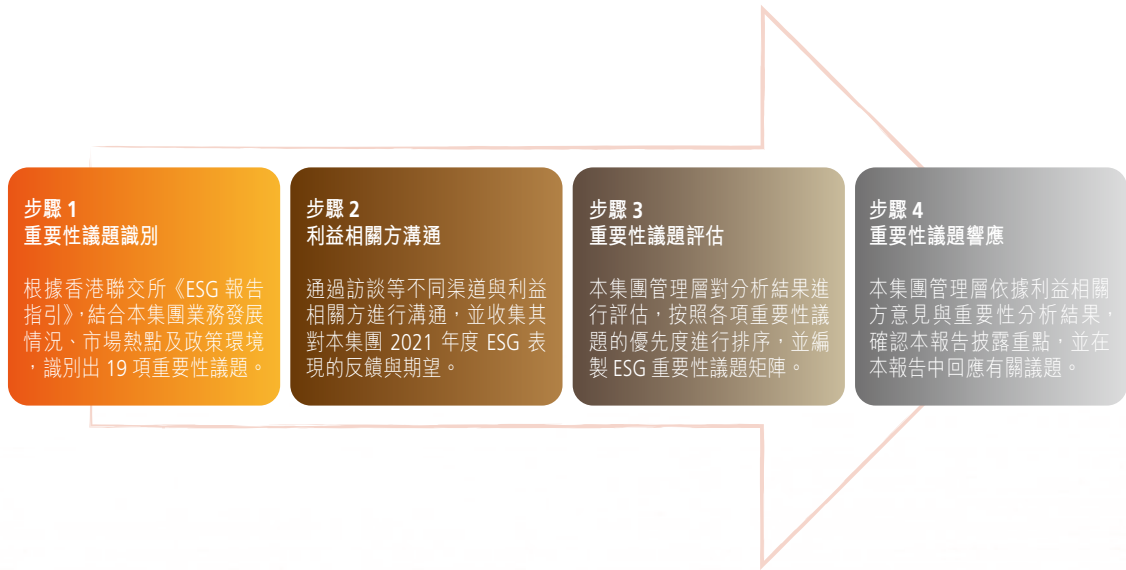 步驟 1
重要性議題識別
根據香港聯交所《ESG 報告
指引》，結合本集團業務發展
情況、市場熱點及政策環境
，識別出 19 項重要性議題。
步驟 2
利益相關方溝通
通過訪談等不同渠道與利益
相關方進行溝通，並收集其
對本集團 2021 年度 ESG 表
現的反饋與期望。
步驟 3
重要性議題評估
本集團管理層對分析結果進
行評估，按照各項重要性議
題的優先度進行排序，並編
製 ESG 重要性議題矩陣。
步驟 4
重要性議題響應
本集團管理層依據利益相關
方意見與重要性分析結果，
確認本報告披露重點，並在
本報告中回應有關議題。